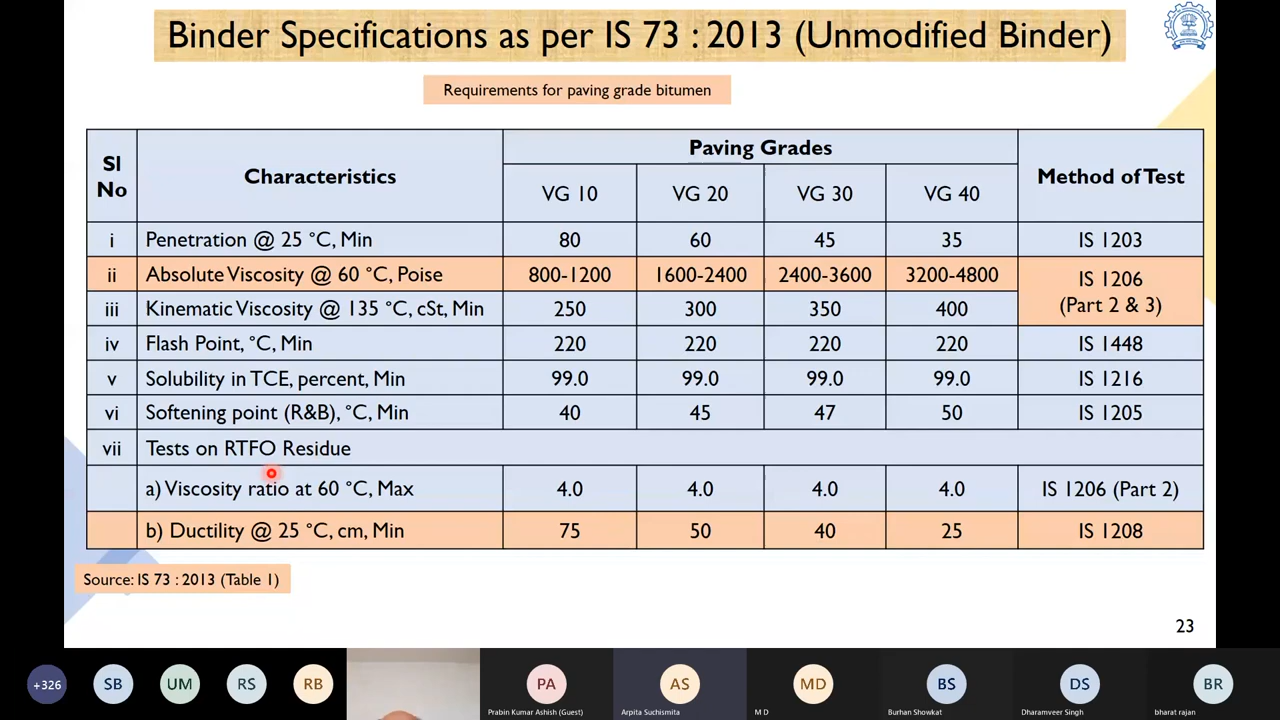 Binder Specifications as per IS 73 : 2013 (Unmodified Binder)
Requirements for paving grade bitumen
Sl No Characteristics Paving Grades Method of Test
VG 10 VG 20 VG 30 VG 40
i Penetration @ 25 °C, Min 80 60 45 35 IS 1203
ii Absolute Viscosity @ 60 °C, Poise 800-1200 1600-2400 2400-3600 3200-4800 IS 1206 (Part 2 & 3)
iii Kinematic Viscosity @ 135 °C, cSt, Min 250 300 350 400
iv Flash Point, °C, Min 220 220 220 220 IS 1448
v Solubility in TCE, percent, Min 99.0 99.0 99.0 99.0 IS 1216
vi Softening point (R&B), °C, Min 40 45 47 50 IS 1205
vii Tests on RTFO Residue
a) Viscosity ratio at 60 °C, Max 4.0 4.0 4.0 4.0 IS 1206 (Part 2)
b) Ductility @ 25 °C, cm, Min 75 50 40 25 IS 1208
Source: IS 73 : 2013 (Table 1)
23
+326 SB UM RS RB PA AS MD BS DS BR
Prabin Kumar Ashish (Guest) Arpita Suchismita M D Burhan Showkat Dharamveer Singh bharat rajan